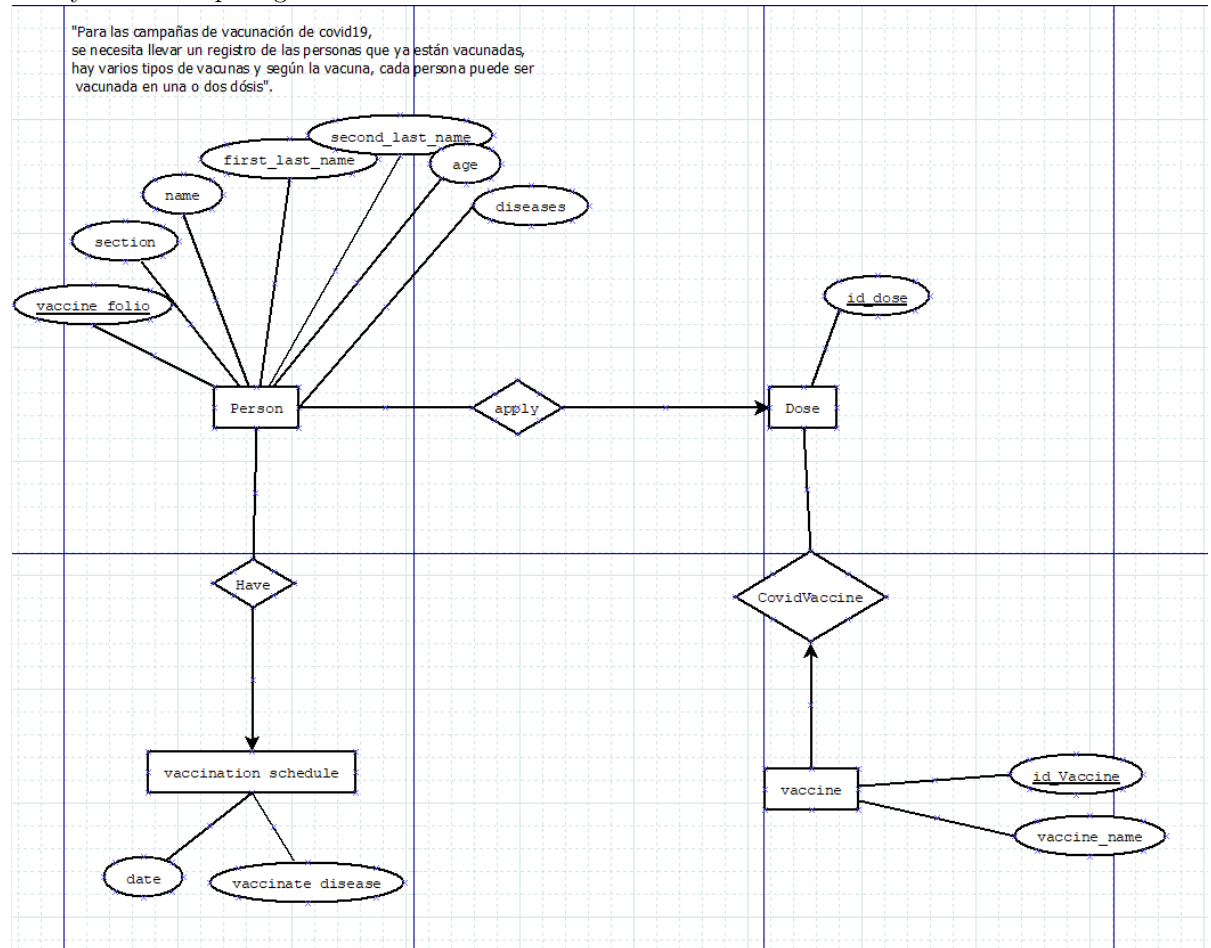 "Para las campañas de vacunación de covid19,
se necesita llevar un registro de las personas que ya están vacunadas,
hay varios tipos de vacunas y según la vacuna, cada persona puede ser
vacunada en una o dos dósis".
second_last_name
first_last_name
age
name
diseases
section
vaccine folio
id_dose
Person
apply
Dose
Have
CovidVaccine
vaccination schedule
id_Vaccine
vaccine
vaccine_name
date
vaccinate disease